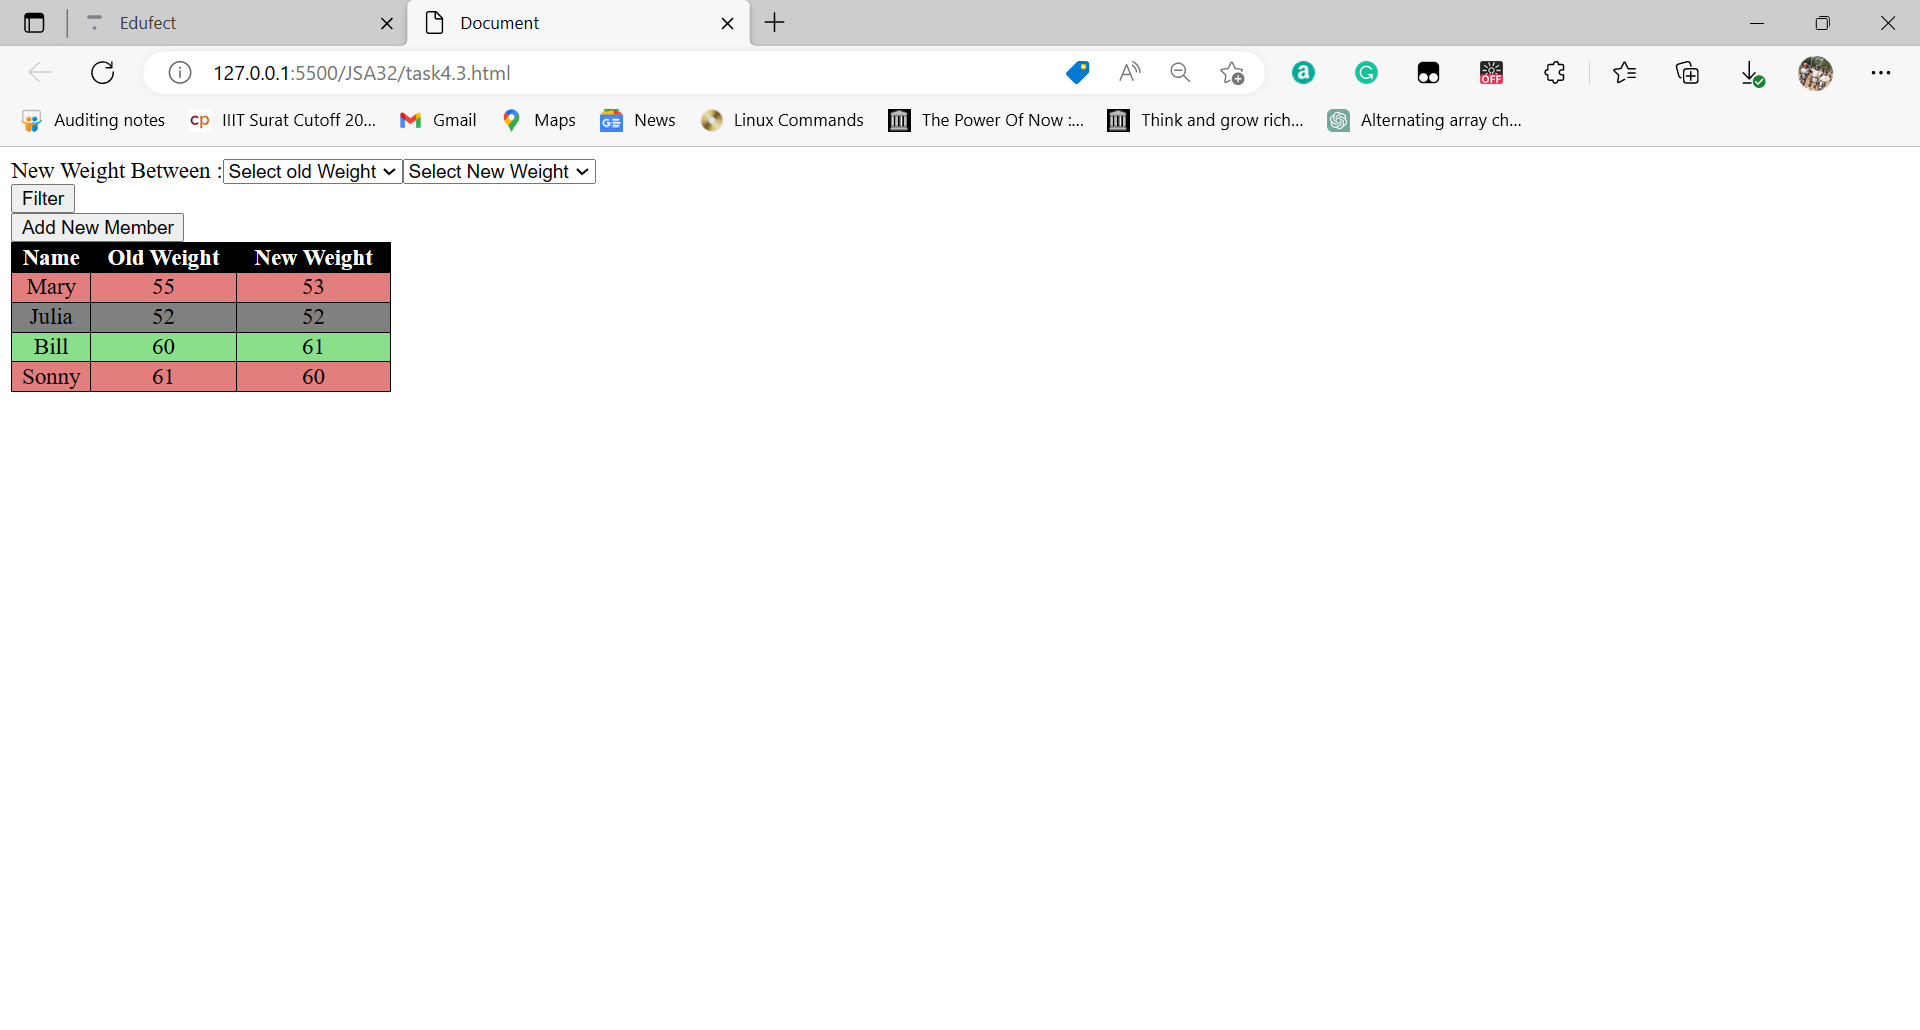 Edufect
Document
127.0.0.1:5500/JSA32/task4.3.html
A
a
G
OFF
Auditing notes
cp IIIT Surat Cutoff 20...
Gmail
Maps
GE News
Linux Commands
The Power Of Now :...
Think and grow rich...
Alternating array ch...
New Weight Between : Select old Weight Select New Weight
Filter
Add New Member
Name Old Weight New Weight
Mary 55 53
Julia 52 52
Bill 60 61
Sonny 61 60